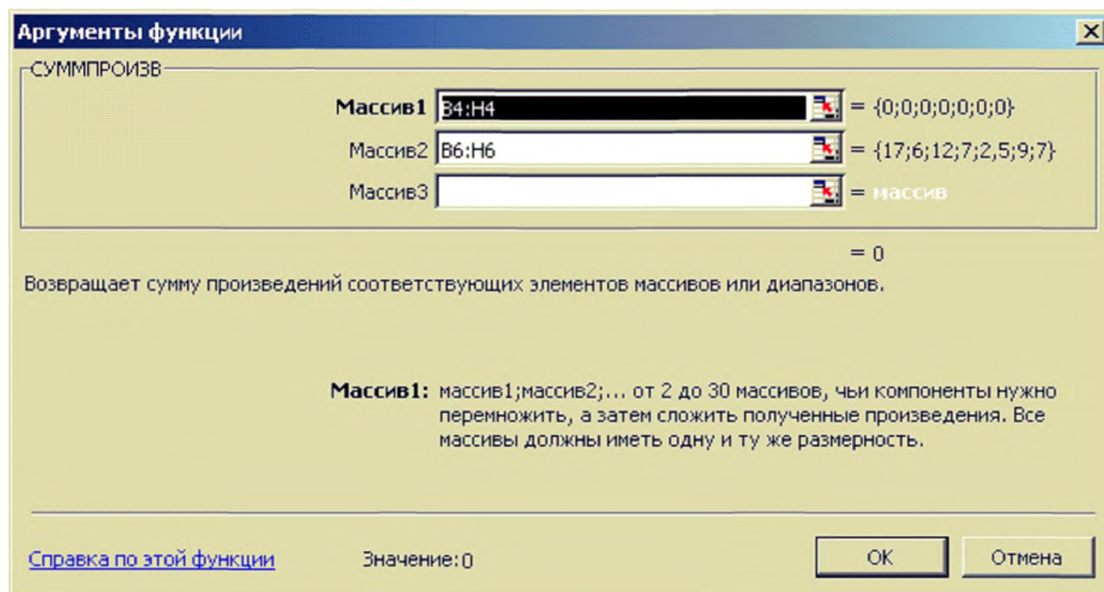 Аргументы функции
СУММПРОИЗВ
Массив1 B4:H4 = {0;0;0;0;0;0;0}
Массив2 B6:H6 = {17;6;12;7;2,5;9;7}
Массив3 = массив
= 0
Возвращает сумму произведений соответствующих элементов массивов или диапазонов.
Массив1: массив1;массив2;... от 2 до 30 массивов, чьи компоненты нужно
перемножить, а затем сложить полученные произведения. Все
массивы должны иметь одну и ту же размерность.
Справка по этой функции Значение:0 ОК Отмена